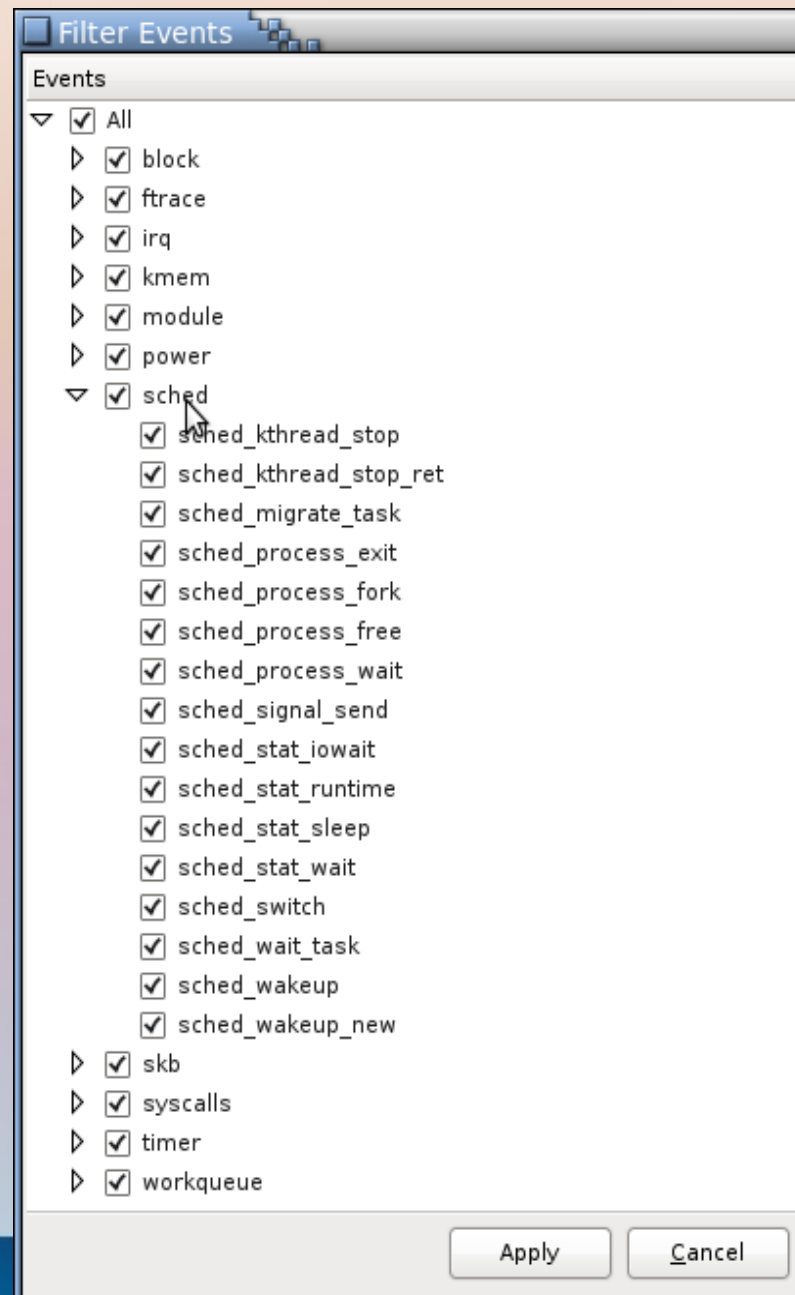 Filter Events
Events
All
block
ftrace
irq
kmem
module
power
sched
sched_kthread_stop
sched_kthread_stop_ret
sched_migrate_task
sched_process_exit
sched_process_fork
sched_process_free
sched_process_wait
sched_signal_send
sched_stat_iowait
sched_stat_runtime
sched_stat_sleep
sched_stat_wait
sched_switch
sched_wait_task
sched_wakeup
sched_wakeup_new
skb
syscalls
timer
workqueue
Apply Cancel